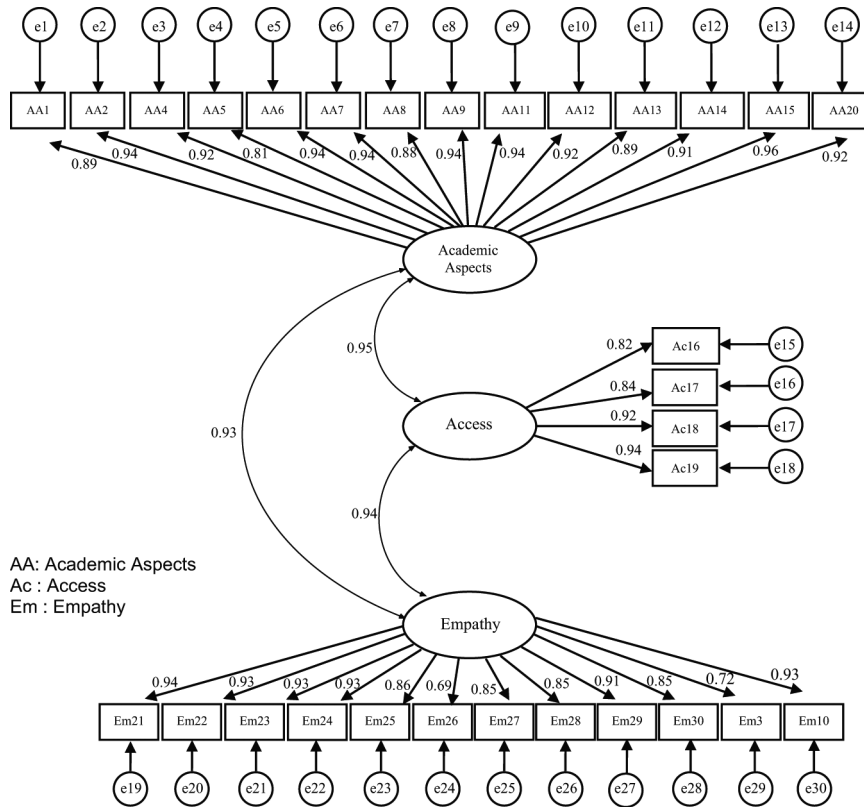 e1 e2 e3 e4 e5 e6 e7 e8 e9 e10 e11 e12 e13 e14
AA1 AA2 AA4 AA5 AA6 AA7 AA8 AA9 AA11 AA12 AA13 AA14 AA15 AA20
0.89 0.94 0.92 0.81 0.94 0.94 0.88 0.94 0.94 0.92 0.89 0.91 0.96 0.92
Academic
Aspects
0.95
0.82 Ac16 e15
0.84 Ac17 e16
Access
0.92 Ac18 e17
0.93
0.94 Ac19 e18
0.94
AA: Academic Aspects
Ac : Access
Em : Empathy
Empathy
0.94 0.93 0.93 0.93 0.86 0.69 0.85 0.85 0.91 0.85 0.72 0.93
Em21 Em22 Em23 Em24 Em25 Em26 Em27 Em28 Em29 Em30 Em3 Em10
e19 e20 e21 e22 e23 e24 e25 e26 e27 e28 e29 e30